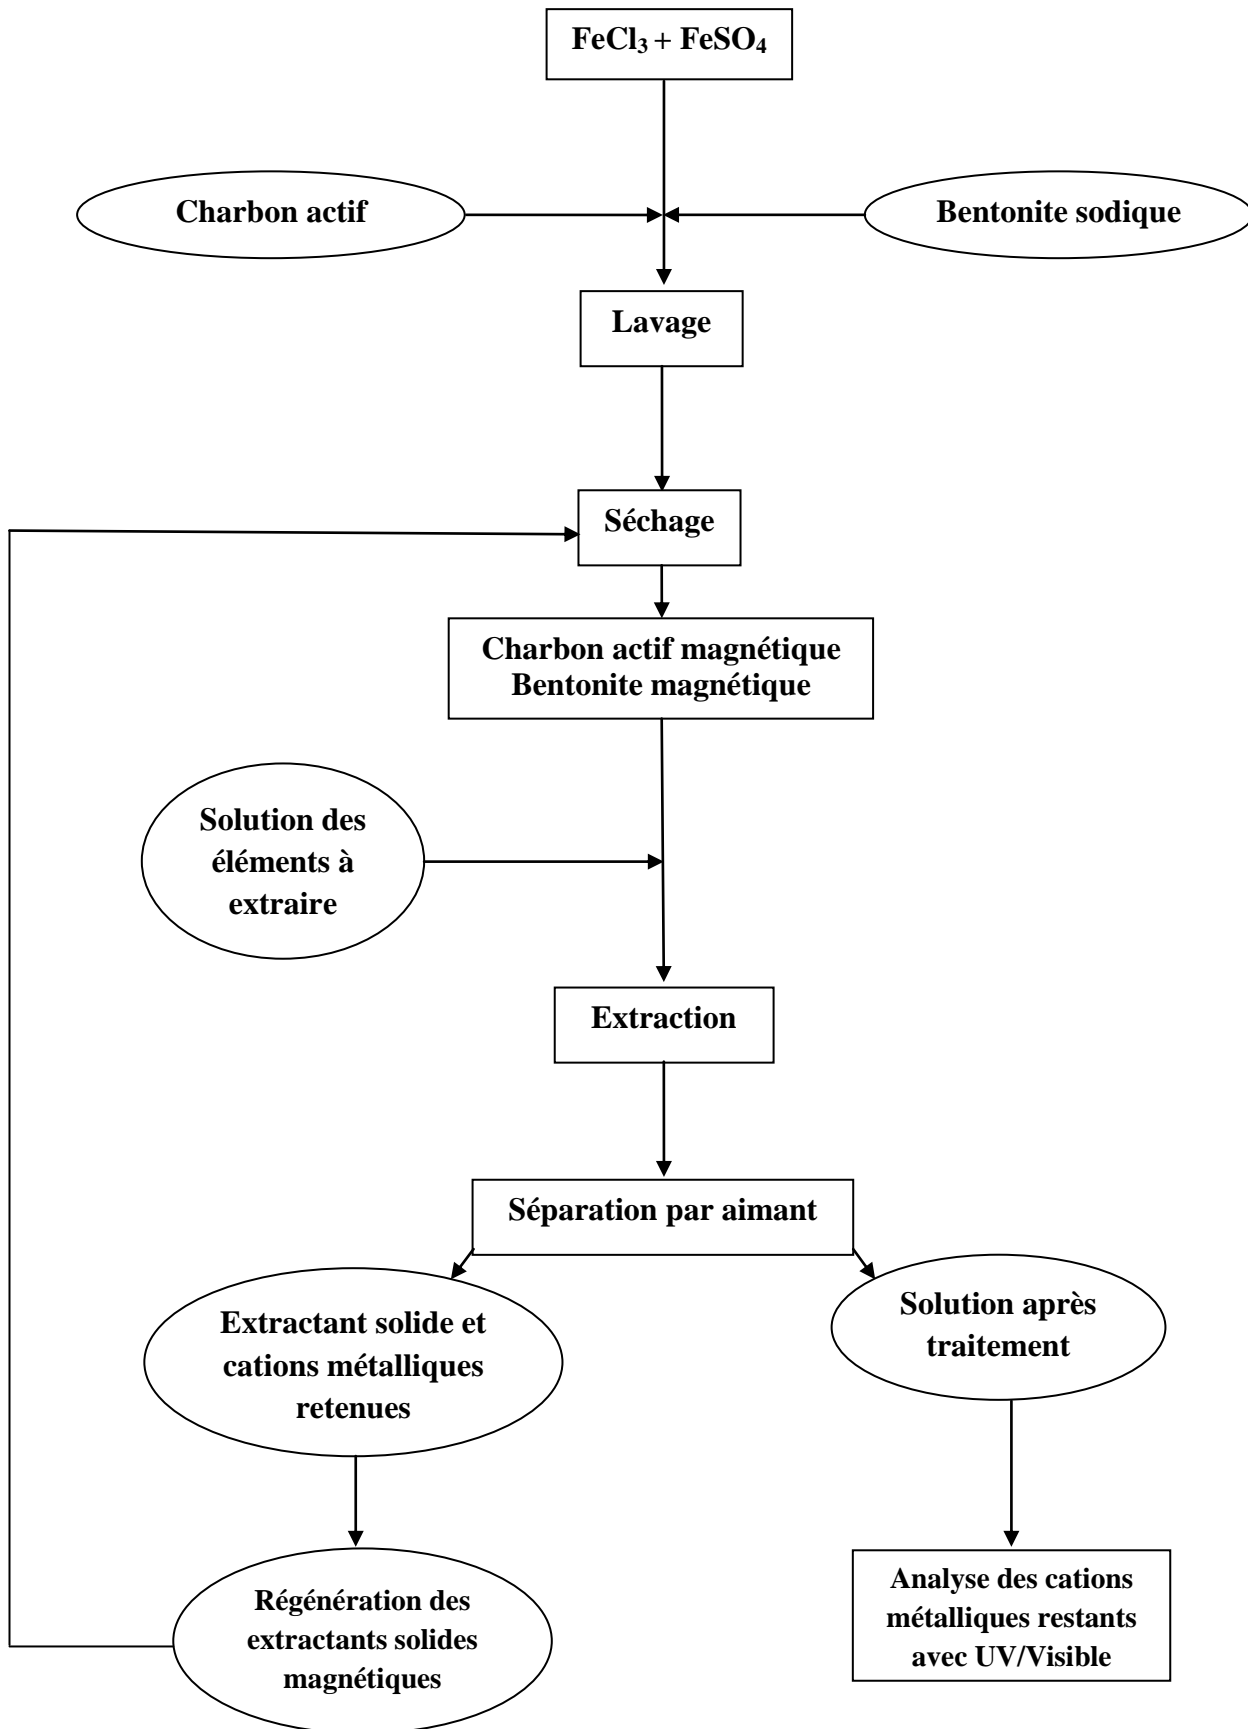 FeCl₃ + FeSO₄
Charbon actif
Bentonite sodique
Lavage
Séchage
Charbon actif magnétique
Bentonite magnétique
Solution des
éléments à
extraire
Extraction
Séparation par aimant
Extractant solide et
cations métalliques
retenues
Solution après
traitement
Régénération des
extractants solides
magnétiques
Analyse des cations
métalliques restants
avec UV/Visible